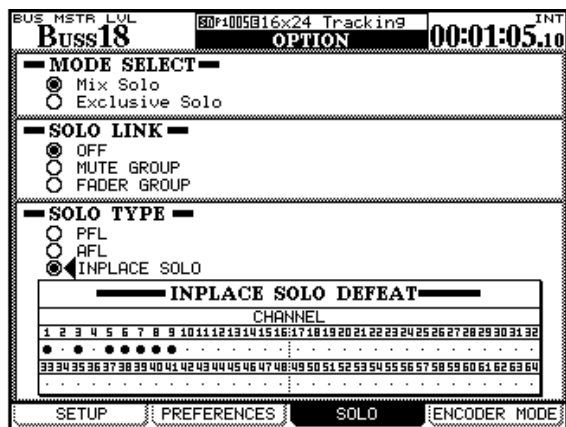 BUS MSTR LVL
Buss18
16x24 Tracking
OPTION
INT
00:01:05.10
MODE SELECT
Mix Solo
Exclusive Solo
SOLO LINK
OFF
MUTE GROUP
FADER GROUP
SOLO TYPE
PFL
AFL
INPLACE SOLO
INPLACE SOLO DEFEAT
CHANNEL
1 2 3 4 5 6 7 8 9 10 11 12 13 14 15 16 17 18 19 20 21 22 23 24 25 26 27 28 29 30 31 32
33 34 35 36 37 38 39 40 41 42 43 44 45 46 47 48 49 50 51 52 53 54 55 56 57 58 59 60 61 62 63 64
SETUP
PREFERENCES
SOLO
ENCODER MODE